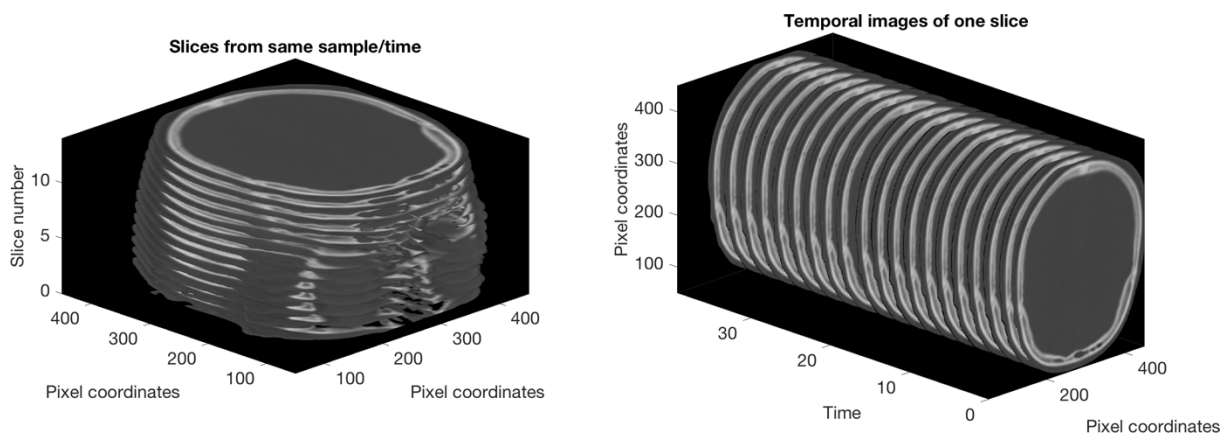 Slices from same sample/time
Slice number
10
5
0
400
300
200
100
Pixel coordinates
100
200
300
400
Pixel coordinates
Temporal images of one slice
Pixel coordinates
400
300
200
100
30
20
10
0
Time
200
400
Pixel coordinates